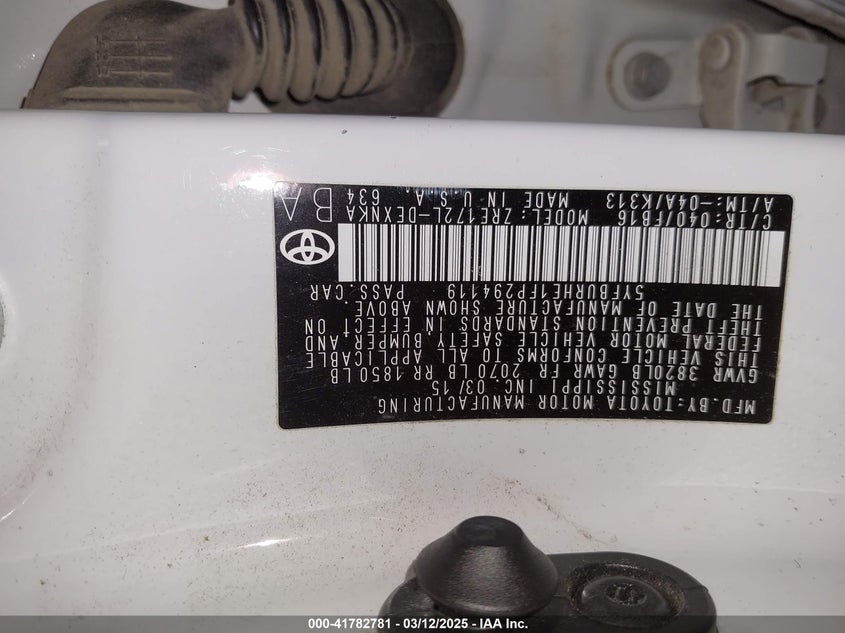 MFD. BY: TOYOTA MOTOR MANUFACTURING
MISSISSIPPI INC. 03/15
GVWR 3820LB GAWR FR 2070LB RR 1850LB
THIS VEHICLE CONFORMS TO ALL APPLICABLE
FEDERAL MOTOR VEHICLE SAFETY, BUMPER, AND
THEFT PREVENTION STANDARDS IN EFFECT ON
THE DATE OF MANUFACTURE SHOWN ABOVE.
5YFBURHE1FP294119 PASS. CAR
C/TR: 040/FB16 MODEL: ZRE172L-DEXNKA
A/TM: -04A/K313 MADE IN U.S.A. 634
BA
000-41782781 - 03/12/2025 - IAA Inc.